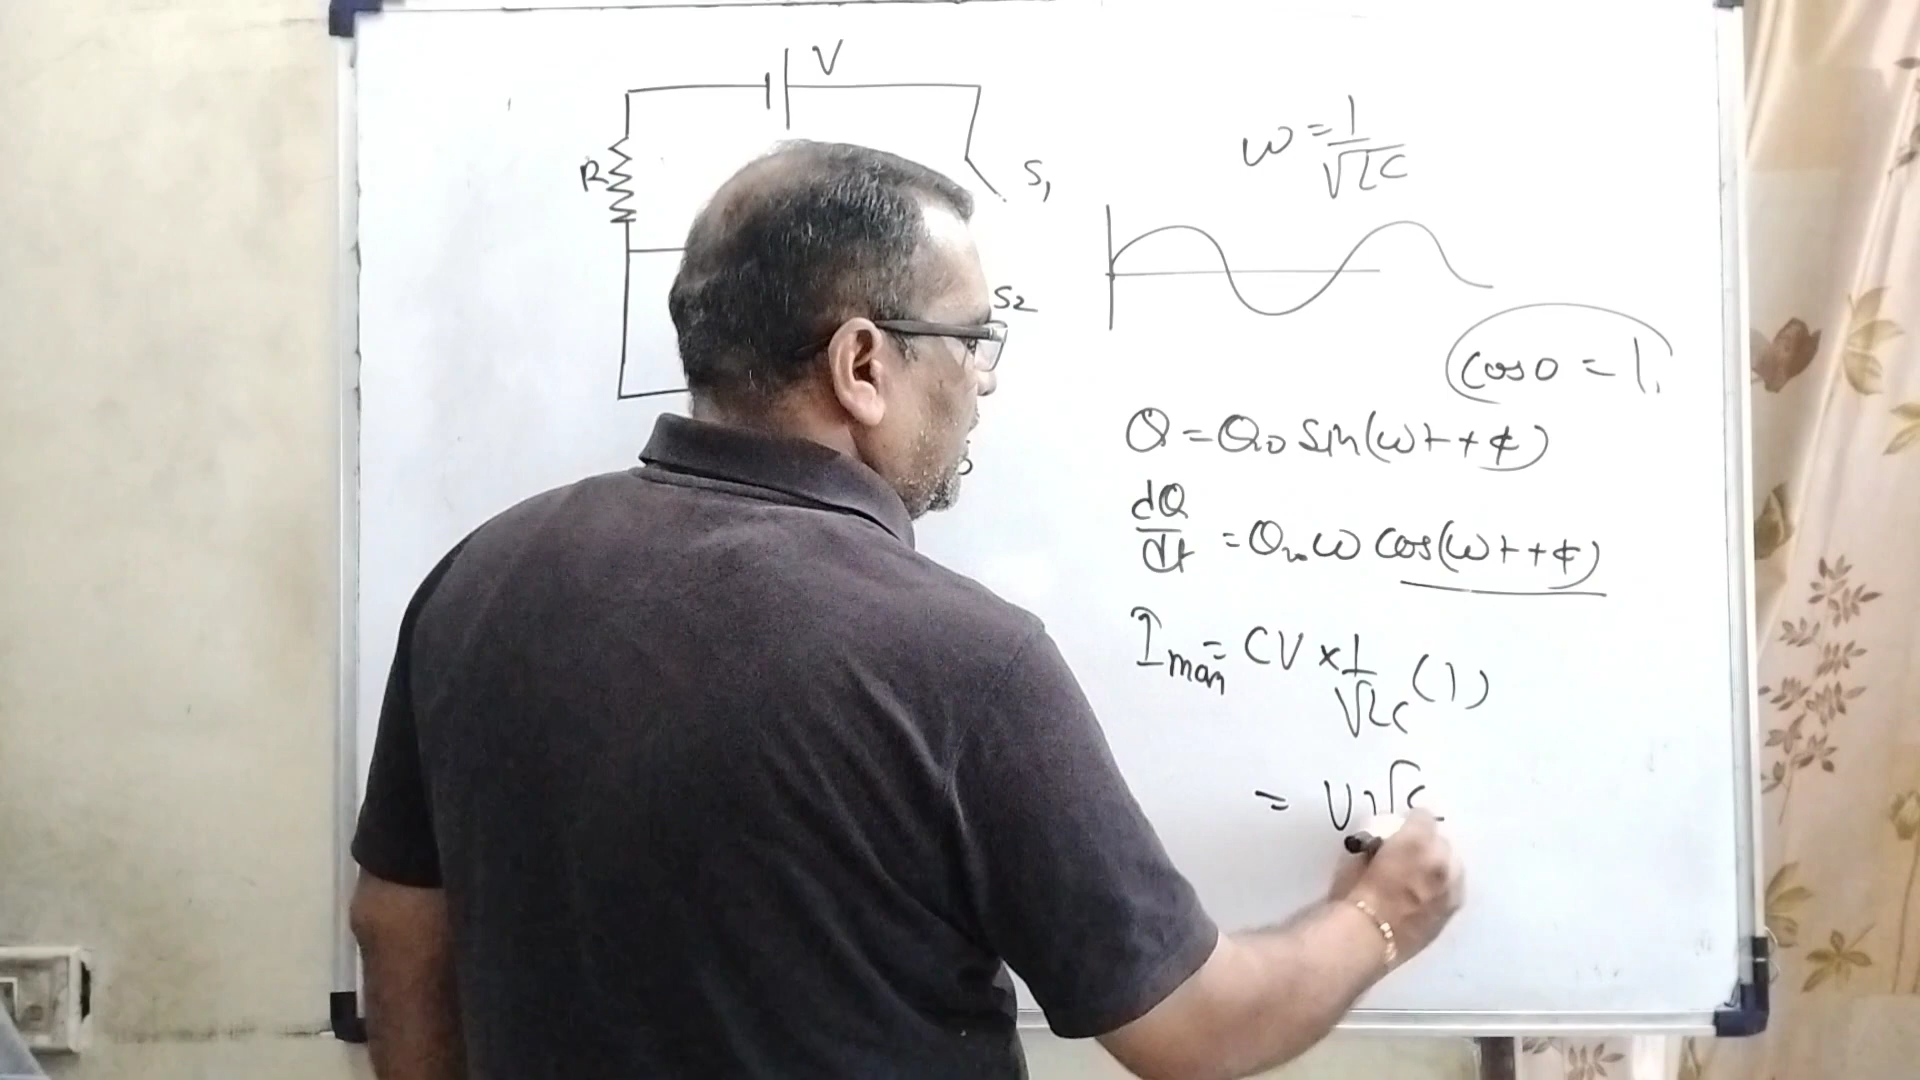 V
R
S1
S2
ω = 1/√LC
cos 0 = 1.
Q = Q0 Sin(ωt + ¢)
dQ/dt = Qm ω cos(ωt + ¢)
Imax = CV × 1/√LC (1)
= V √C